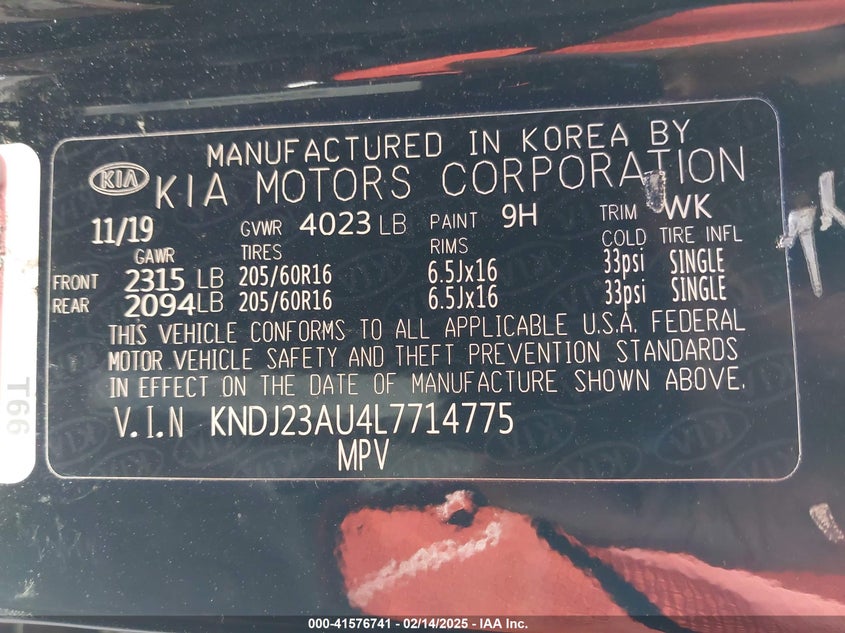 MANUFACTURED IN KOREA BY
KIA KIA MOTORS CORPORATION
11/19 GVWR 4023 LB PAINT 9H TRIM WK
GAWR TIRES RIMS COLD TIRE INFL
FRONT 2315 LB 205/60R16 6.5Jx16 33psi SINGLE
REAR 2094 LB 205/60R16 6.5Jx16 33psi SINGLE
THIS VEHICLE CONFORMS TO ALL APPLICABLE U.S.A. FEDERAL
MOTOR VEHICLE SAFETY AND THEFT PREVENTION STANDARDS
IN EFFECT ON THE DATE OF MANUFACTURE SHOWN ABOVE.
V.I.N KNDJ23AU4L7714775
MPV
T66
000-41576741 - 02/14/2025 - IAA Inc.